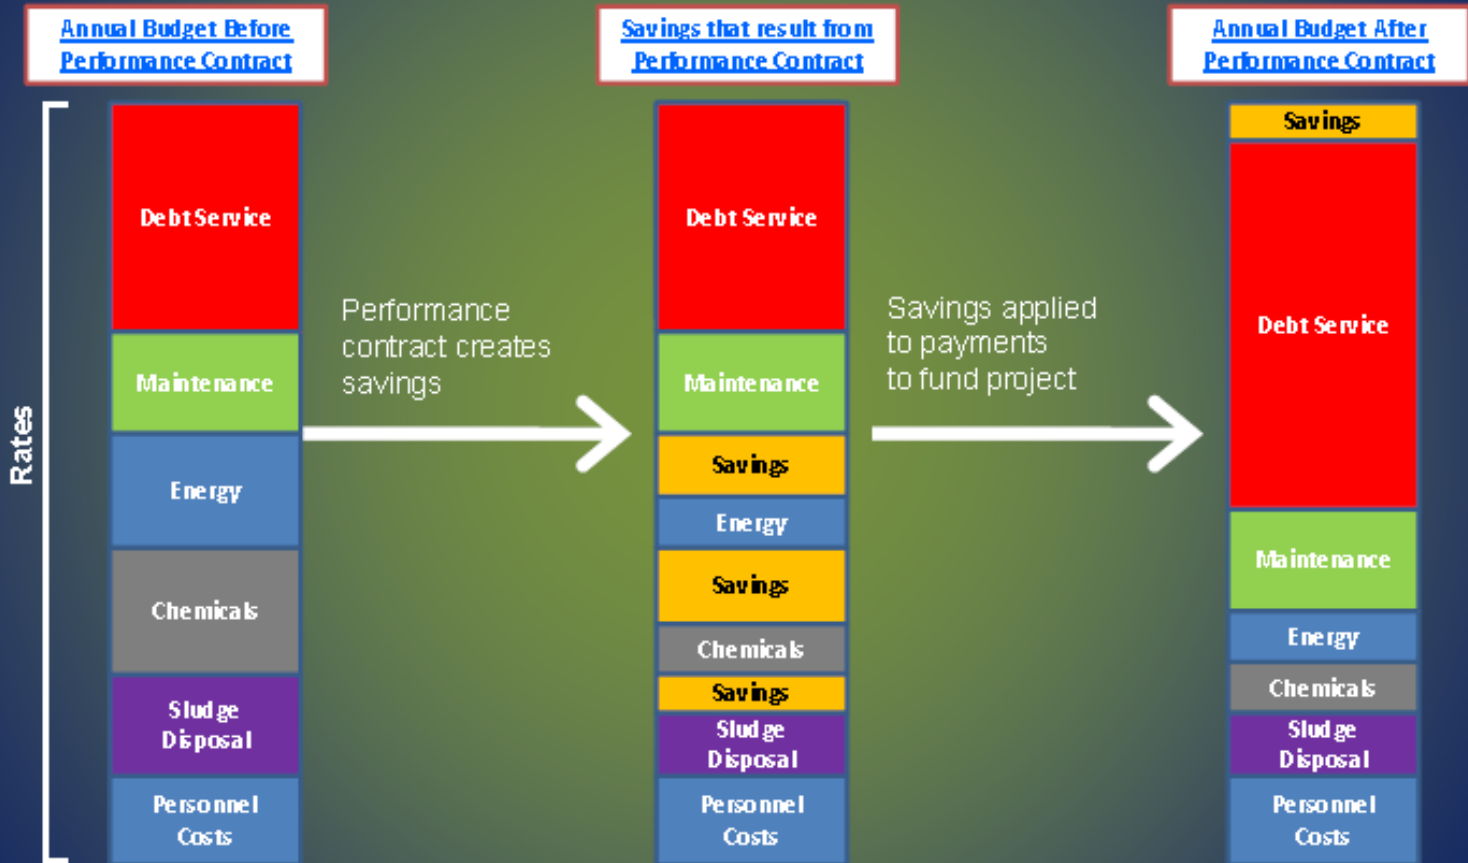 Annual Budget Before
Performance Contract
Savings that result from
Performance Contract
Annual Budget After
Performance Contract
Rates
Debt Service
Maintenance
Energy
Chemicals
Sludge
Disposal
Personnel
Costs
Performance
contract creates
savings
Debt Service
Maintenance
Savings
Energy
Savings
Chemicals
Savings
Sludge
Disposal
Personnel
Costs
Savings applied
to payments
to fund project
Savings
Debt Service
Maintenance
Energy
Chemicals
Sludge
Disposal
Personnel
Costs